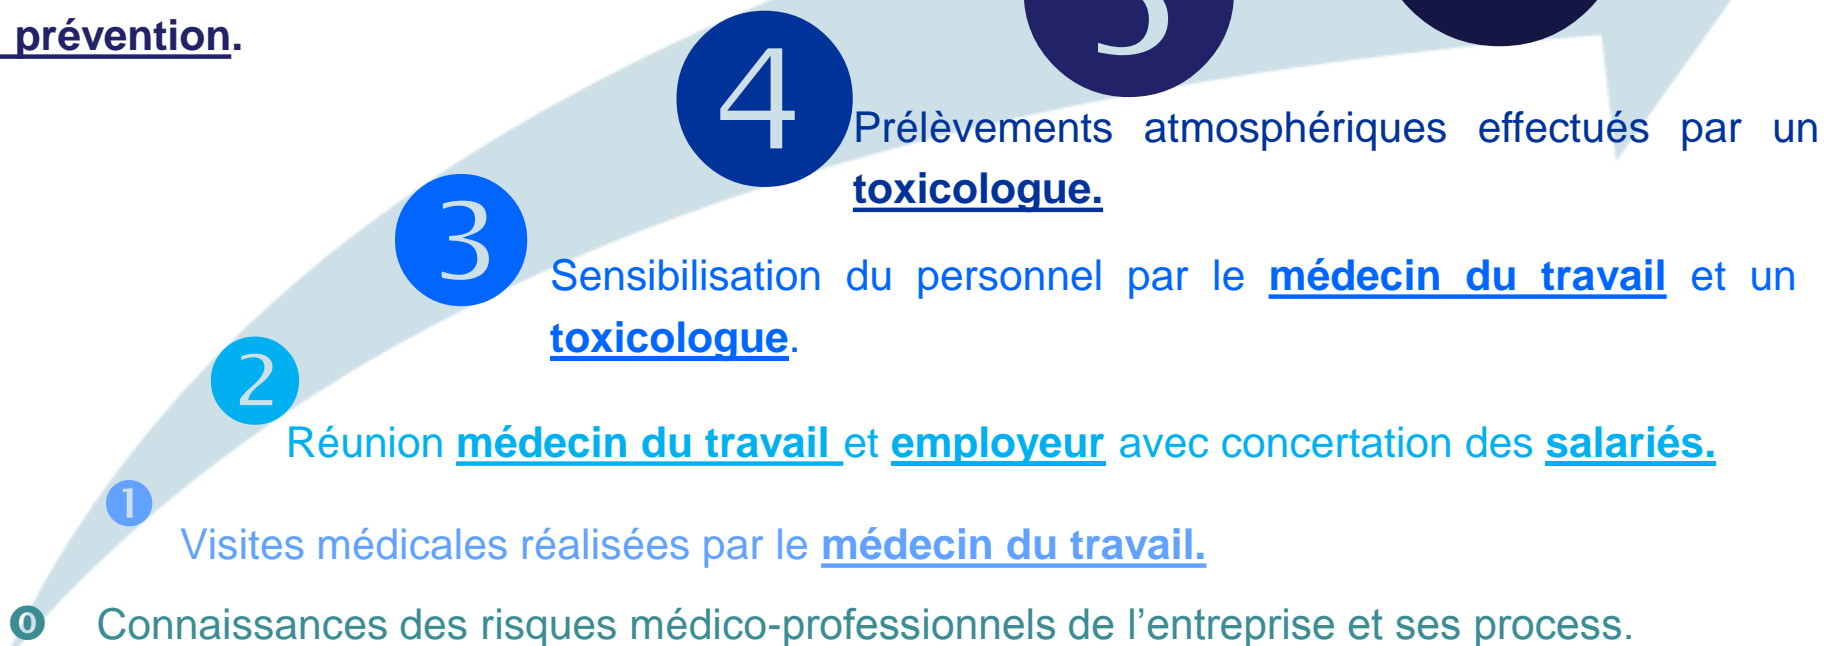 prévention.
5
4
Prélèvements atmosphériques effectués par un
toxicologue.
3
Sensibilisation du personnel par le médecin du travail et un
toxicologue.
2
Réunion médecin du travail et employeur avec concertation des salariés.
1
Visites médicales réalisées par le médecin du travail.
0 Connaissances des risques médico-professionnels de l’entreprise et ses process.